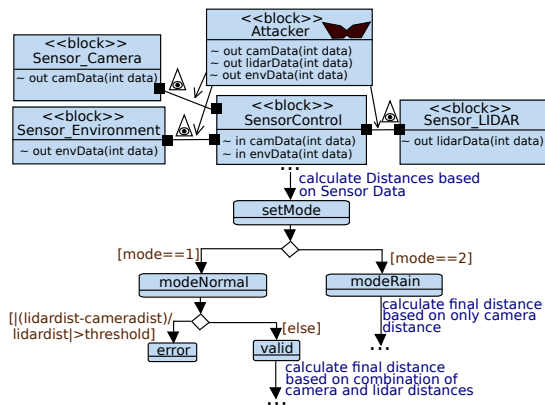 <<block>>
Sensor_Camera
~ out camData(int data)
<<block>>
Attacker
~ out camData(int data)
~ out lidarData(int data)
~ out envData(int data)
<<block>>
Sensor_Environment
~ out envData(int data)
<<block>>
SensorControl
~ in camData(int data)
~ in envData(int data)
<<block>>
Sensor_LIDAR
~ out lidarData(int data)
...
calculate Distances based
on Sensor Data
setMode
[mode==1]
[mode==2]
modeNormal
modeRain
[|(lidardist-cameradist)/
lidardist|>threshold]
[else]
calculate final distance
based on only camera
distance
...
error
valid
calculate final distance
based on combination of
camera and lidar distances
...